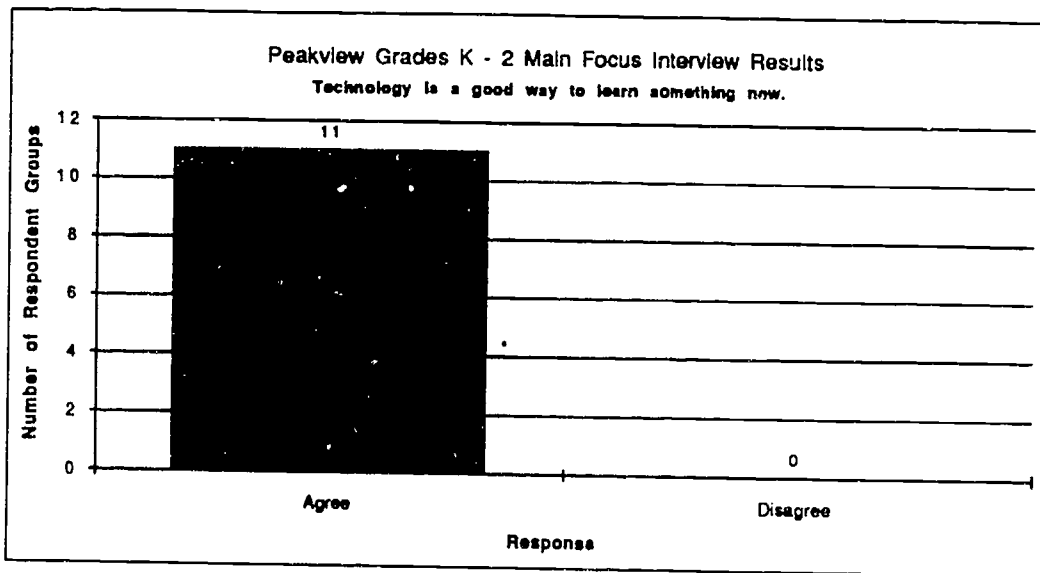 Peakview Grades K - 2 Main Focus Interview Results
Technology is a good way to learn something now.
Number of Respondent Groups
12
10
8
6
4
2
0
11
0
Agree
Disagree
Response